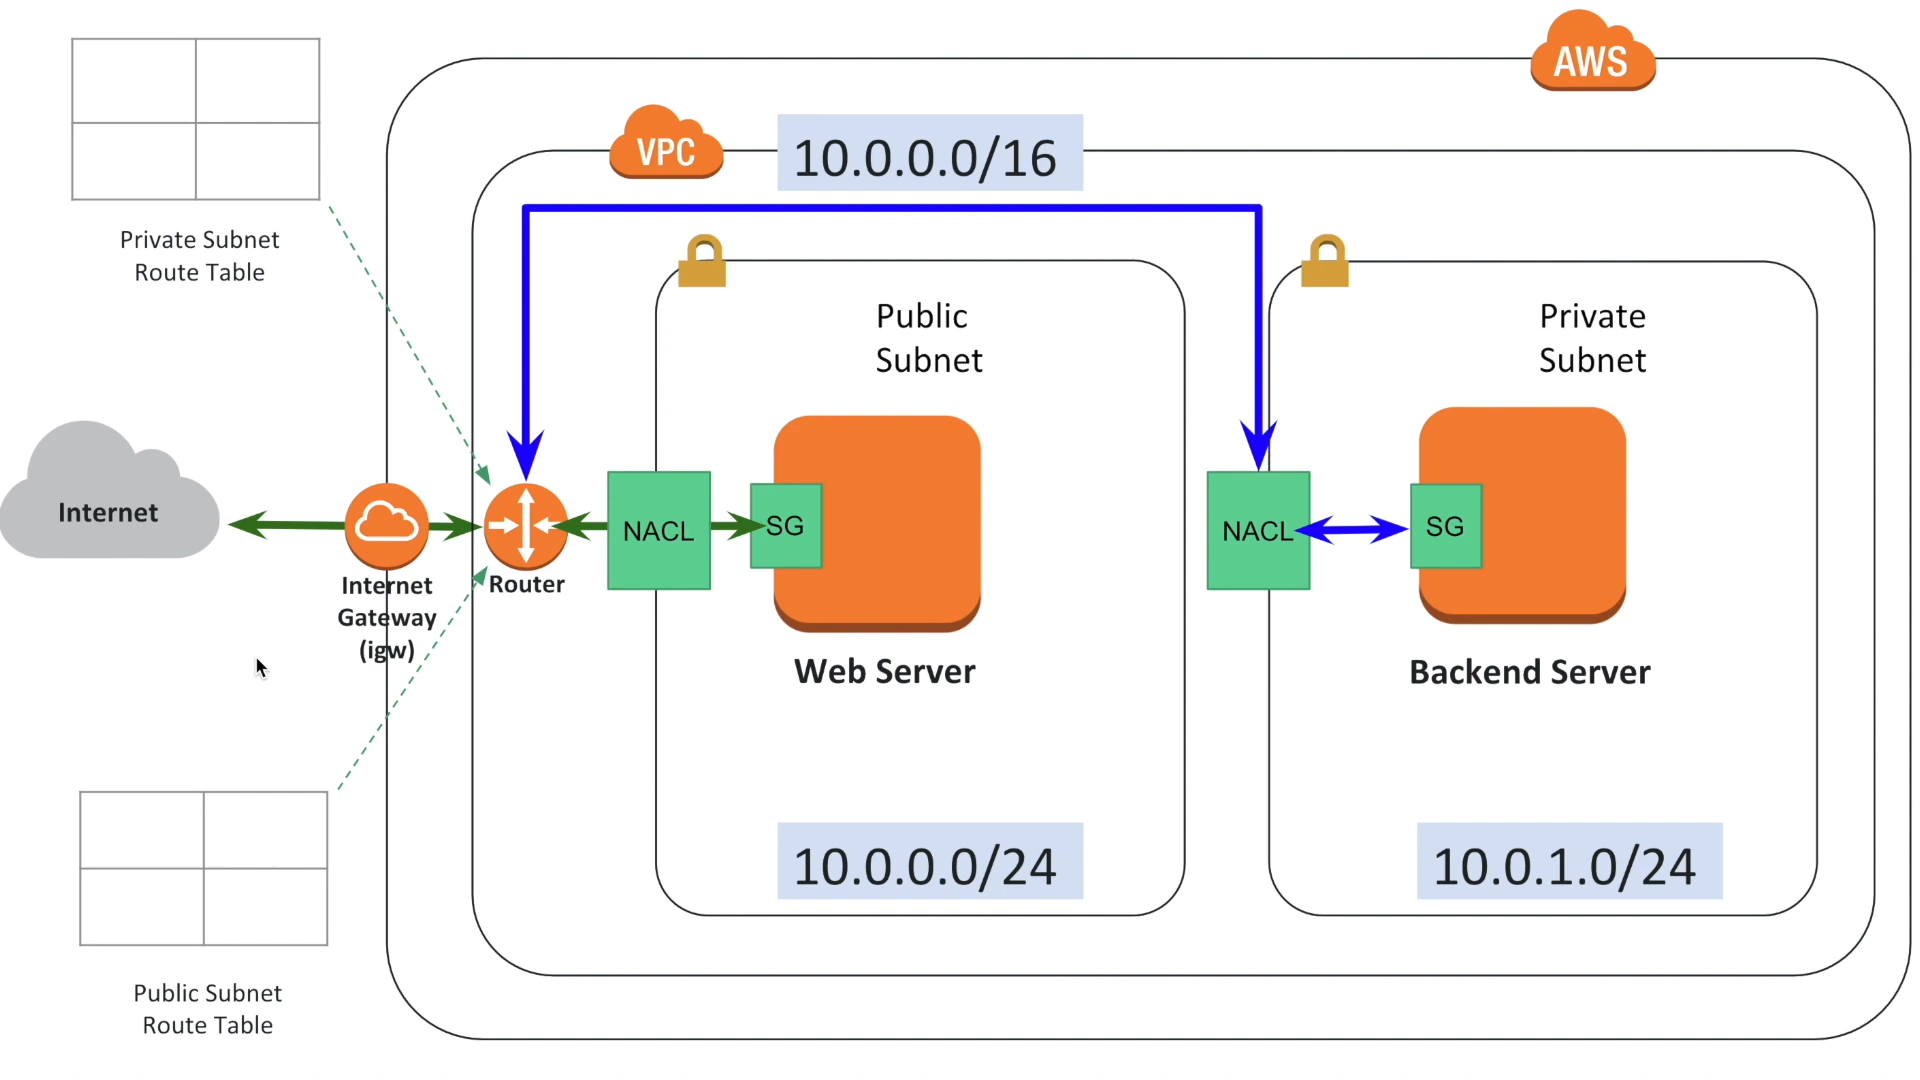 AWS
VPC
10.0.0.0/16
Private Subnet
Route Table
Public
Subnet
Private
Subnet
Internet
NACL
SG
NACL
SG
Internet
Gateway
(igw)
Router
Web Server
Backend Server
10.0.0.0/24
10.0.1.0/24
Public Subnet
Route Table